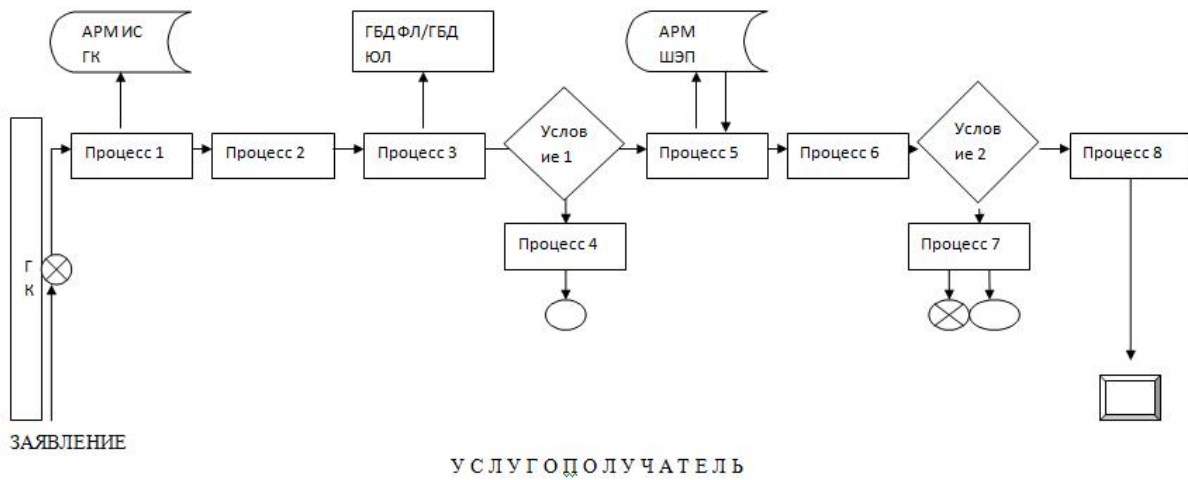 АРМ ИС
ГК
ГБД ФЛ/ГБД
ЮЛ
АРМ
ШЭП
Процесс 1
Процесс 2
Процесс 3
Услов
ие 1
Процесс 5
Процесс 6
Услов
ие 2
Процесс 8
Процесс 4
Процесс 7
Г
К
ЗАЯВЛЕНИЕ
У С Л У Г О П О Л У Ч А Т Е Л Ь